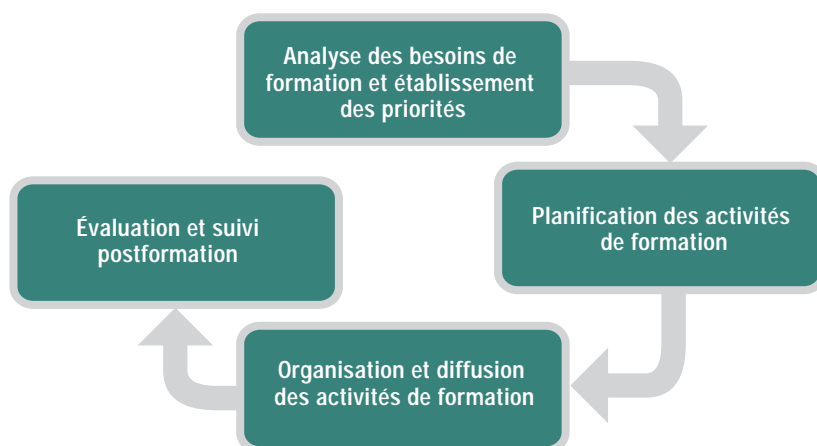 Analyse des besoins de
formation et établissement
des priorités
Planification des activités
de formation
Organisation et diffusion
des activités de formation
Évaluation et suivi
postformation